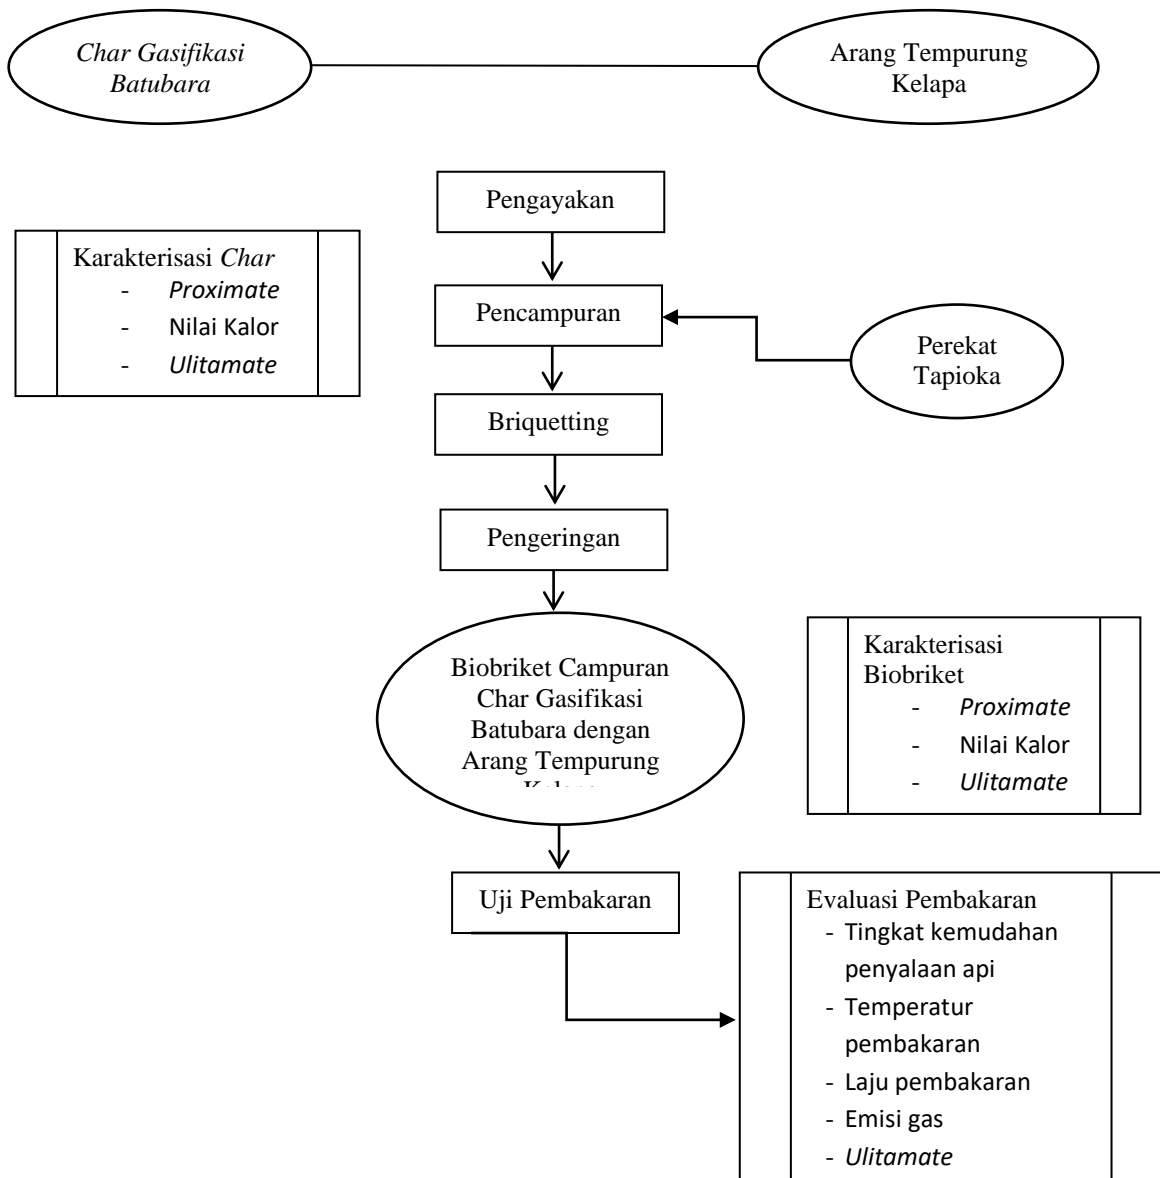 Char Gasifikasi
Batubara
Arang Tempurung
Kelapa
Pengayakan
Karakterisasi Char
- Proximate
- Nilai Kalor
- Ulitamate
Pencampuran
Perekat
Tapioka
Briquetting
Pengeringan
Biobriket Campuran
Char Gasifikasi
Batubara dengan
Arang Tempurung
Karakterisasi
Biobriket
- Proximate
- Nilai Kalor
- Ulitamate
Uji Pembakaran
Evaluasi Pembakaran
- Tingkat kemudahan
penyalaan api
- Temperatur
pembakaran
- Laju pembakaran
- Emisi gas
- Ulitamate